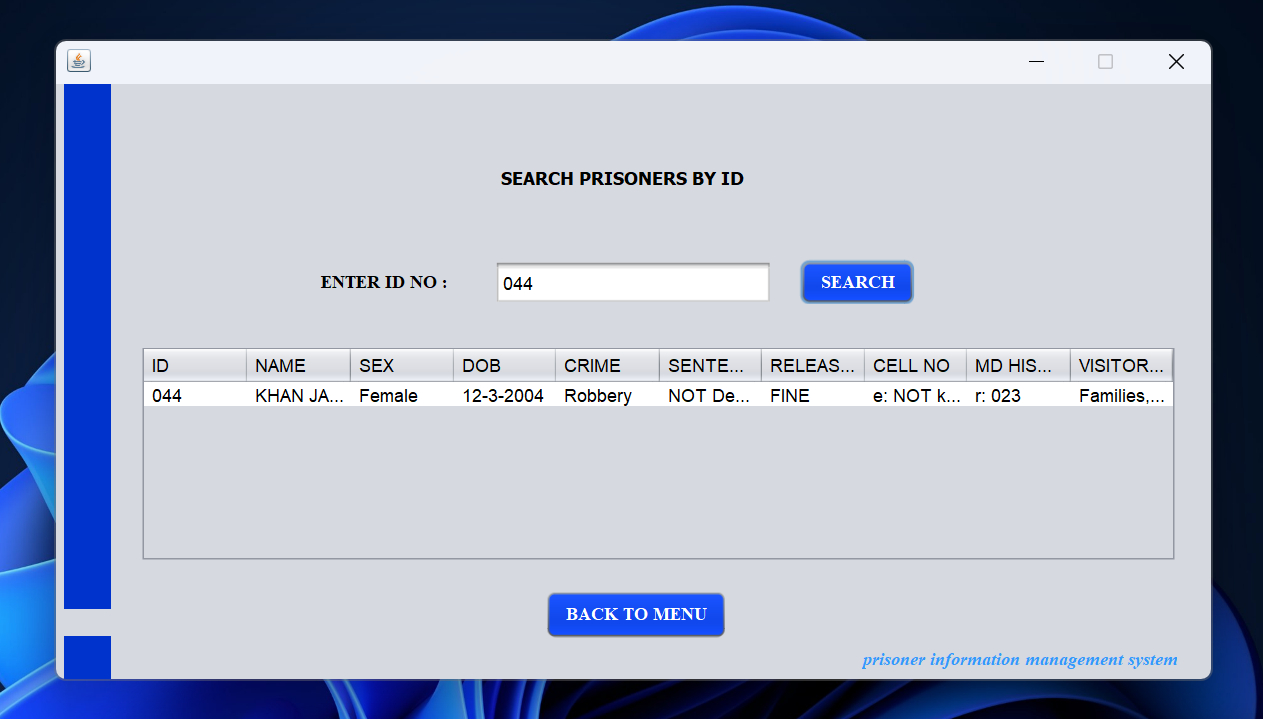 SEARCH PRISONERS BY ID
ENTER ID NO : 044 SEARCH
ID NAME SEX DOB CRIME SENTE... RELEAS... CELL NO MD HIS... VISITOR...
044 KHAN JA... Female 12-3-2004 Robbery NOT De... FINE e: NOT k... r: 023 Families,...
BACK TO MENU
prisoner information management system